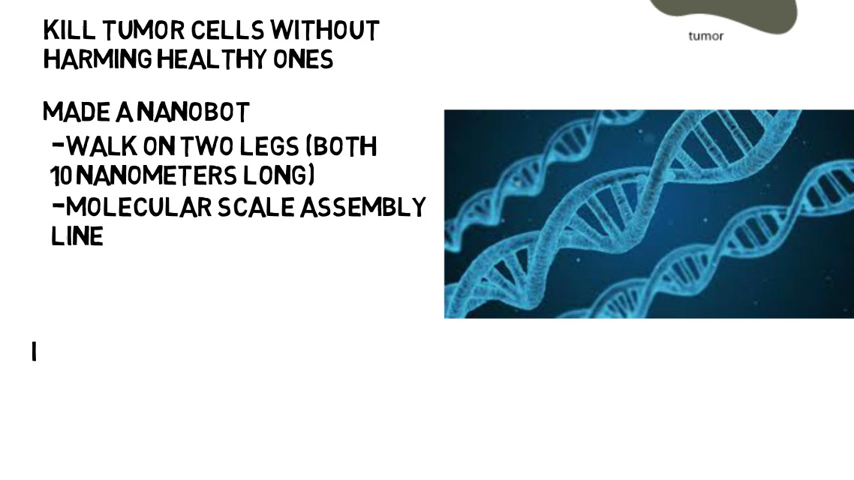 KILL TUMOR CELLS WITHOUT
HARMING HEALTHY ONES
tumor
MADE A NANOBOT
-WALK ON TWO LEGS (BOTH
10 NANOMETERS LONG)
-MOLECULAR SCALE ASSEMBLY
LINE
I